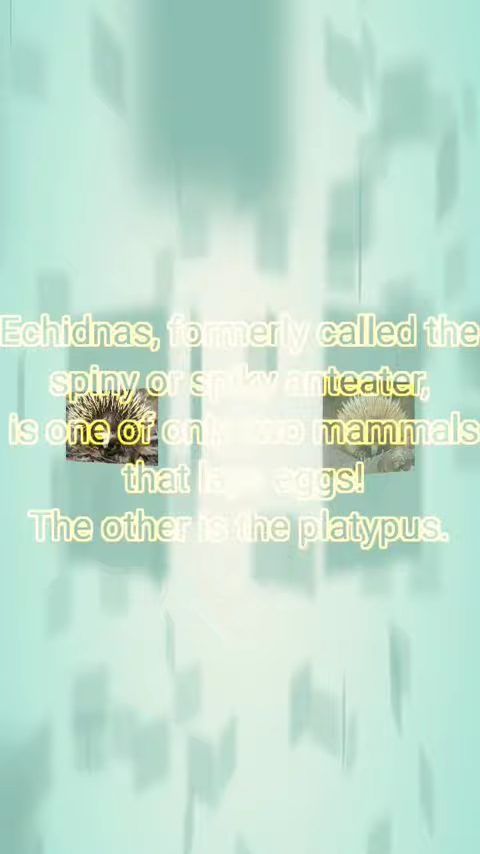 Echidnas, formerly called the
spiny or spiky anteater,
is one of only two mammals
that lays eggs!
The other is the platypus.